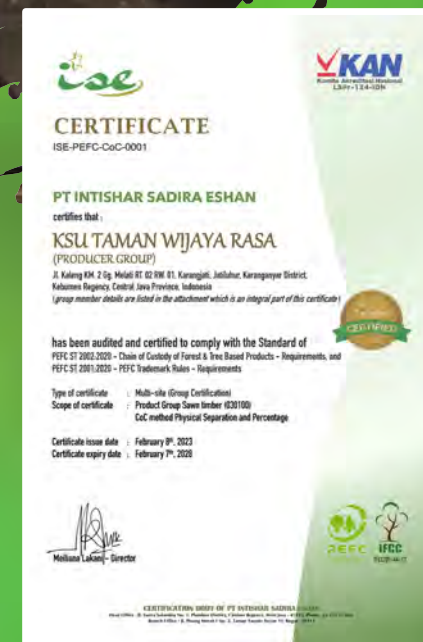 ise
KAN
Komite Akreditasi Nasional
LSPr-124-IDN
CERTIFICATE
ISE-PEFC-CoC-0001
PT INTISHAR SADIRA ESHAN
certifies that :
KSU TAMAN WIJAYA RASA
(PRODUCER GROUP)
Jl. Kaleng KM. 2 Gg. Melati RT. 02 RW. 01, Karangjati, Jatiluhur, Karanganyar District,
Kebumen Regency, Central Java Province, Indonesia
(group member details are listed in the attachment which is an integral part of this certificate)
CERTIFIED
has been audited and certified to comply with the Standard of
PEFC ST 2002:2020 – Chain of Custody of Forest & Tree Based Products – Requirements, and
PEFC ST 2001:2020 – PEFC Trademark Rules – Requirements
Type of certificate : Multi-site (Group Certification)
Scope of certificate : Product Group Sawn timber (030100)
CoC method Physical Separation and Percentage
Certificate issue date : February 8th, 2023
Certificate expiry date : February 7th, 2028
Meiliana Lakani – Director
PEFC
IFCC
CERTIFICATION BODY OF PT INTISHAR SADIRA